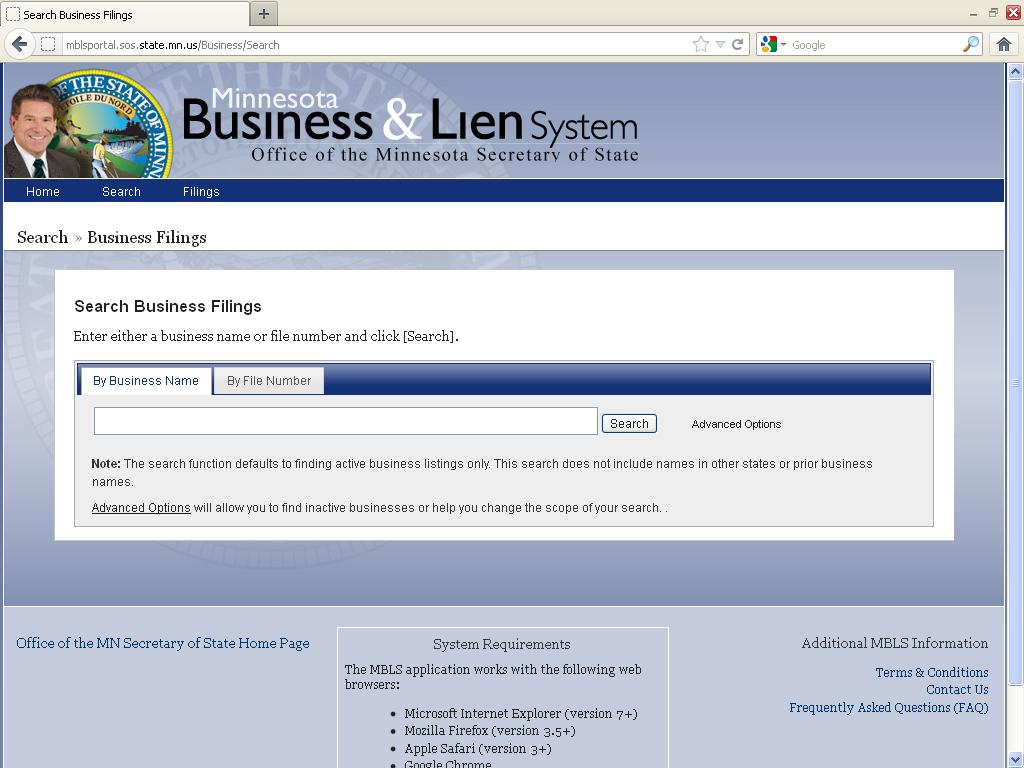 Search Business Filings
mblsportal.sos.state.mn.us/Business/Search
Google
OF THE STATE OF MINN
ETOILE DU NORD
Minnesota
Business & Lien System
Office of the Minnesota Secretary of State
Home Search Filings
Search » Business Filings
Search Business Filings
Enter either a business name or file number and click [Search].
By Business Name By File Number
Search Advanced Options
Note: The search function defaults to finding active business listings only. This search does not include names in other states or prior business
names.
Advanced Options will allow you to find inactive businesses or help you change the scope of your search. .
Office of the MN Secretary of State Home Page
System Requirements
The MBLS application works with the following web
browsers:
• Microsoft Internet Explorer (version 7+)
• Mozilla Firefox (version 3.5+)
• Apple Safari (version 3+)
• Google Chrome
Additional MBLS Information
Terms & Conditions
Contact Us
Frequently Asked Questions (FAQ)